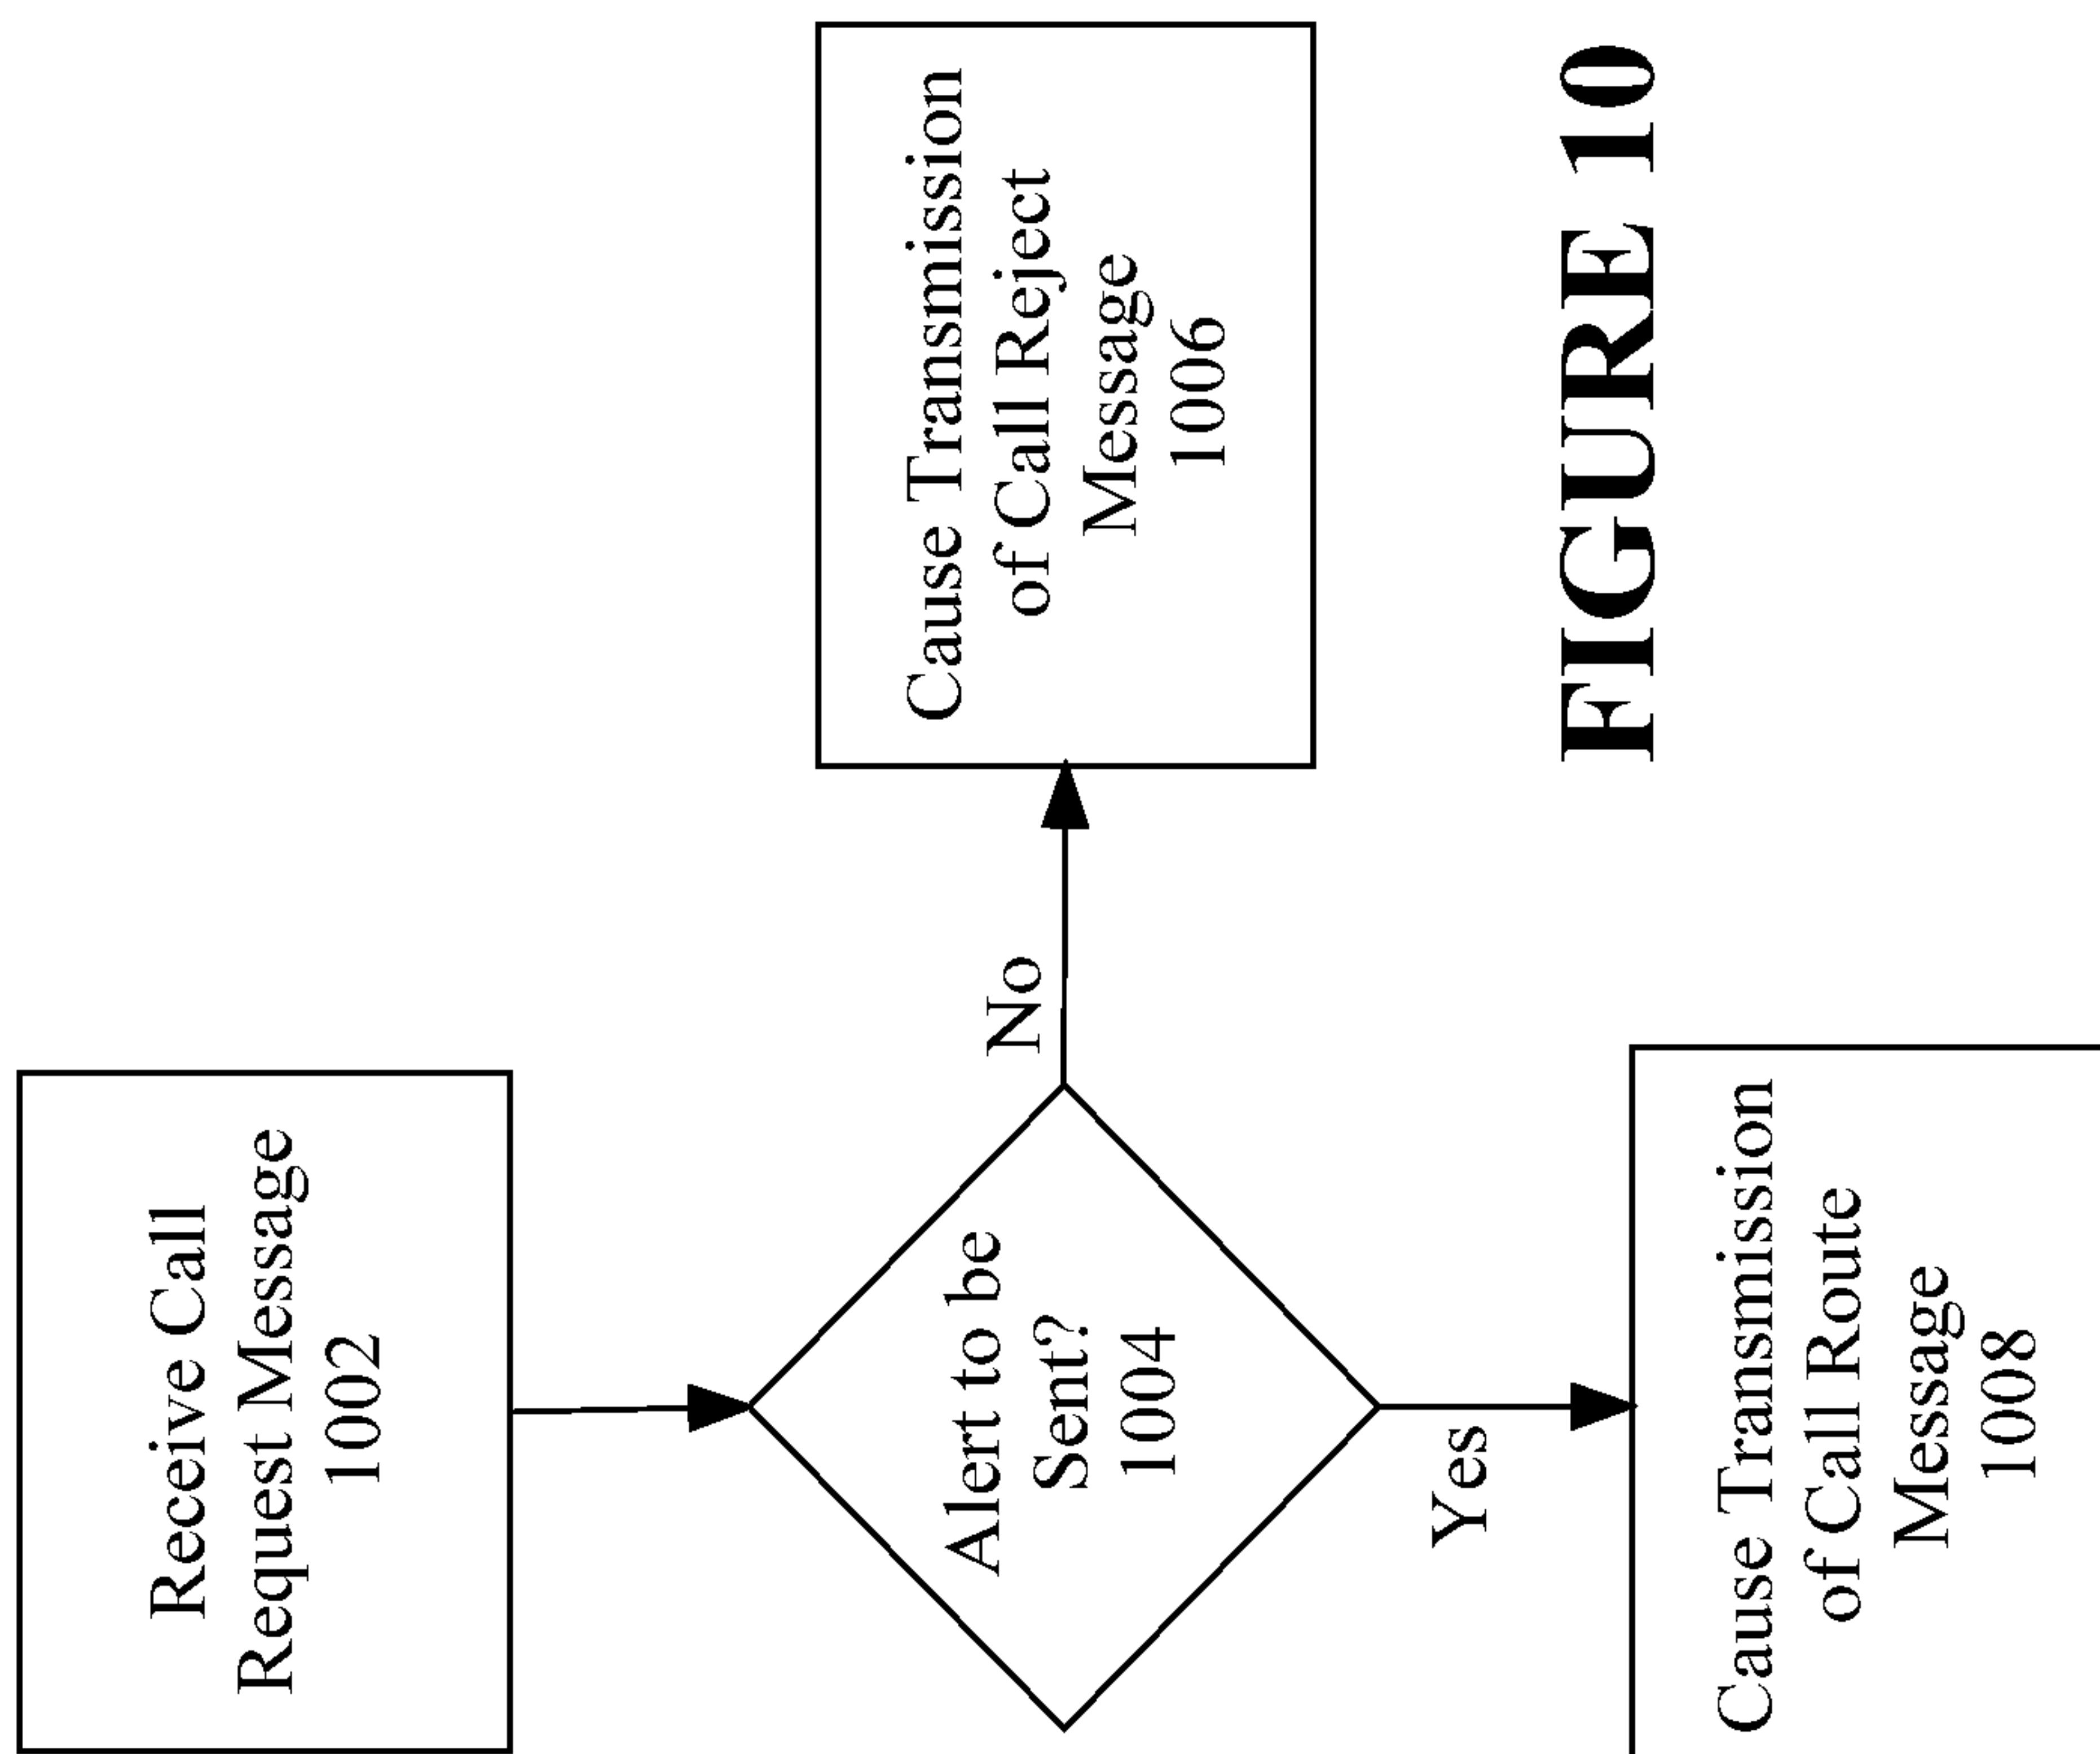 Receive Call
Request Message
1002
Alert to be
Sent?
1004
No
Cause Transmission
of Call Reject
Message
1006
Yes
Cause Transmission
of Call Route
Message
1008
FIGURE 10